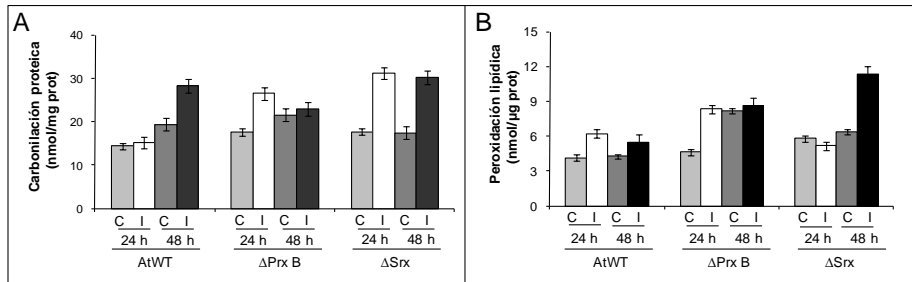 A
Carbonilación proteica
(nmol/mg prot)
40
30
20
10
0
C I C I C I C I C I C I
24 h 48 h 24 h 48 h 24 h 48 h
AtWT ΔPrx B ΔSrx
B
Peroxidación lipídica
(nmol/µg prot)
15
12
9
6
3
0
C I C I C I C I C I C I
24 h 48 h 24 h 48 h 24 h 48 h
AtWT ΔPrx B ΔSrx